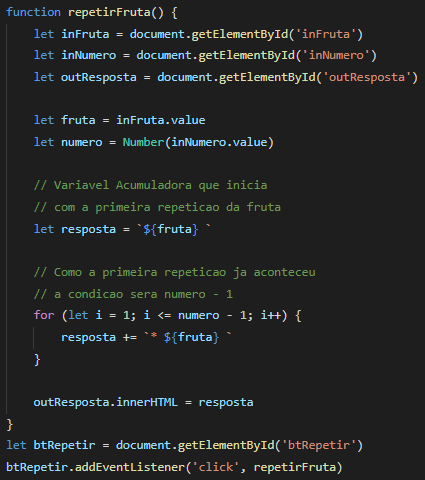 function repetirFruta() {
let inFruta = document.getElementById('inFruta')
let inNumero = document.getElementById('inNumero')
let outResposta = document.getElementById('outResposta')
let fruta = inFruta.value
let numero = Number(inNumero.value)
// Variavel Acumuladora que inicia
// com a primeira repeticao da fruta
let resposta = `${fruta} `
// Como a primeira repeticao ja aconteceu
// a condicao sera numero - 1
for (let i = 1; i <= numero - 1; i++) {
resposta += `* ${fruta} `
}
outResposta.innerHTML = resposta
}
let btRepetir = document.getElementById('btRepetir')
btRepetir.addEventListener('click', repetirFruta)